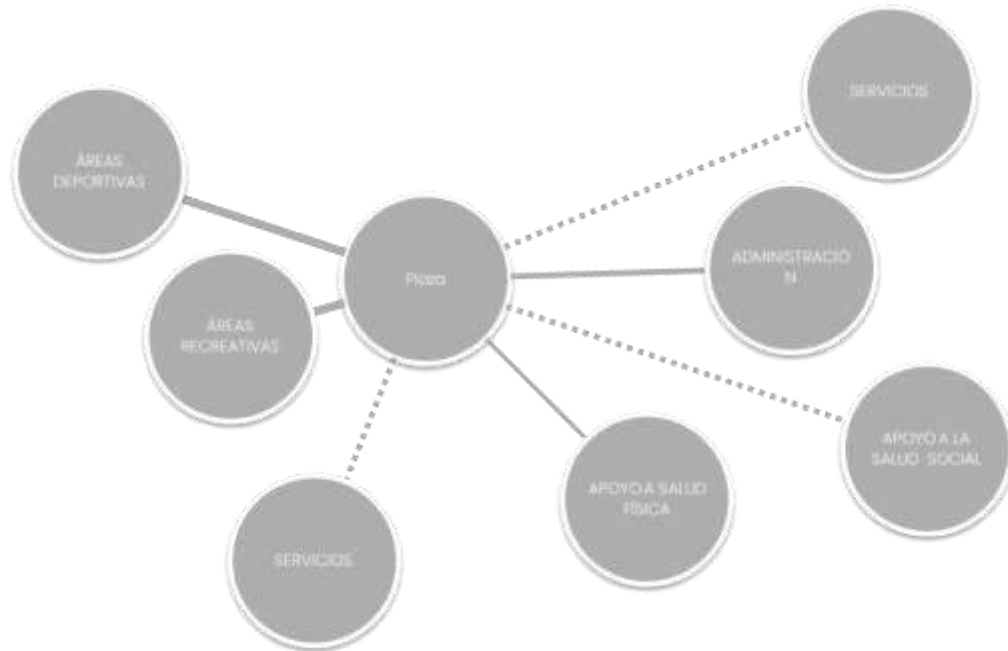 SERVICIOS
ÁREAS
DEPORTIVAS
ADMINISTRACIÓ
N
Plaza
ÁREAS
RECREATIVAS
APOYO A LA
SALUD SOCIAL
APOYO A SALUD
FÍSICA
SERVICIOS